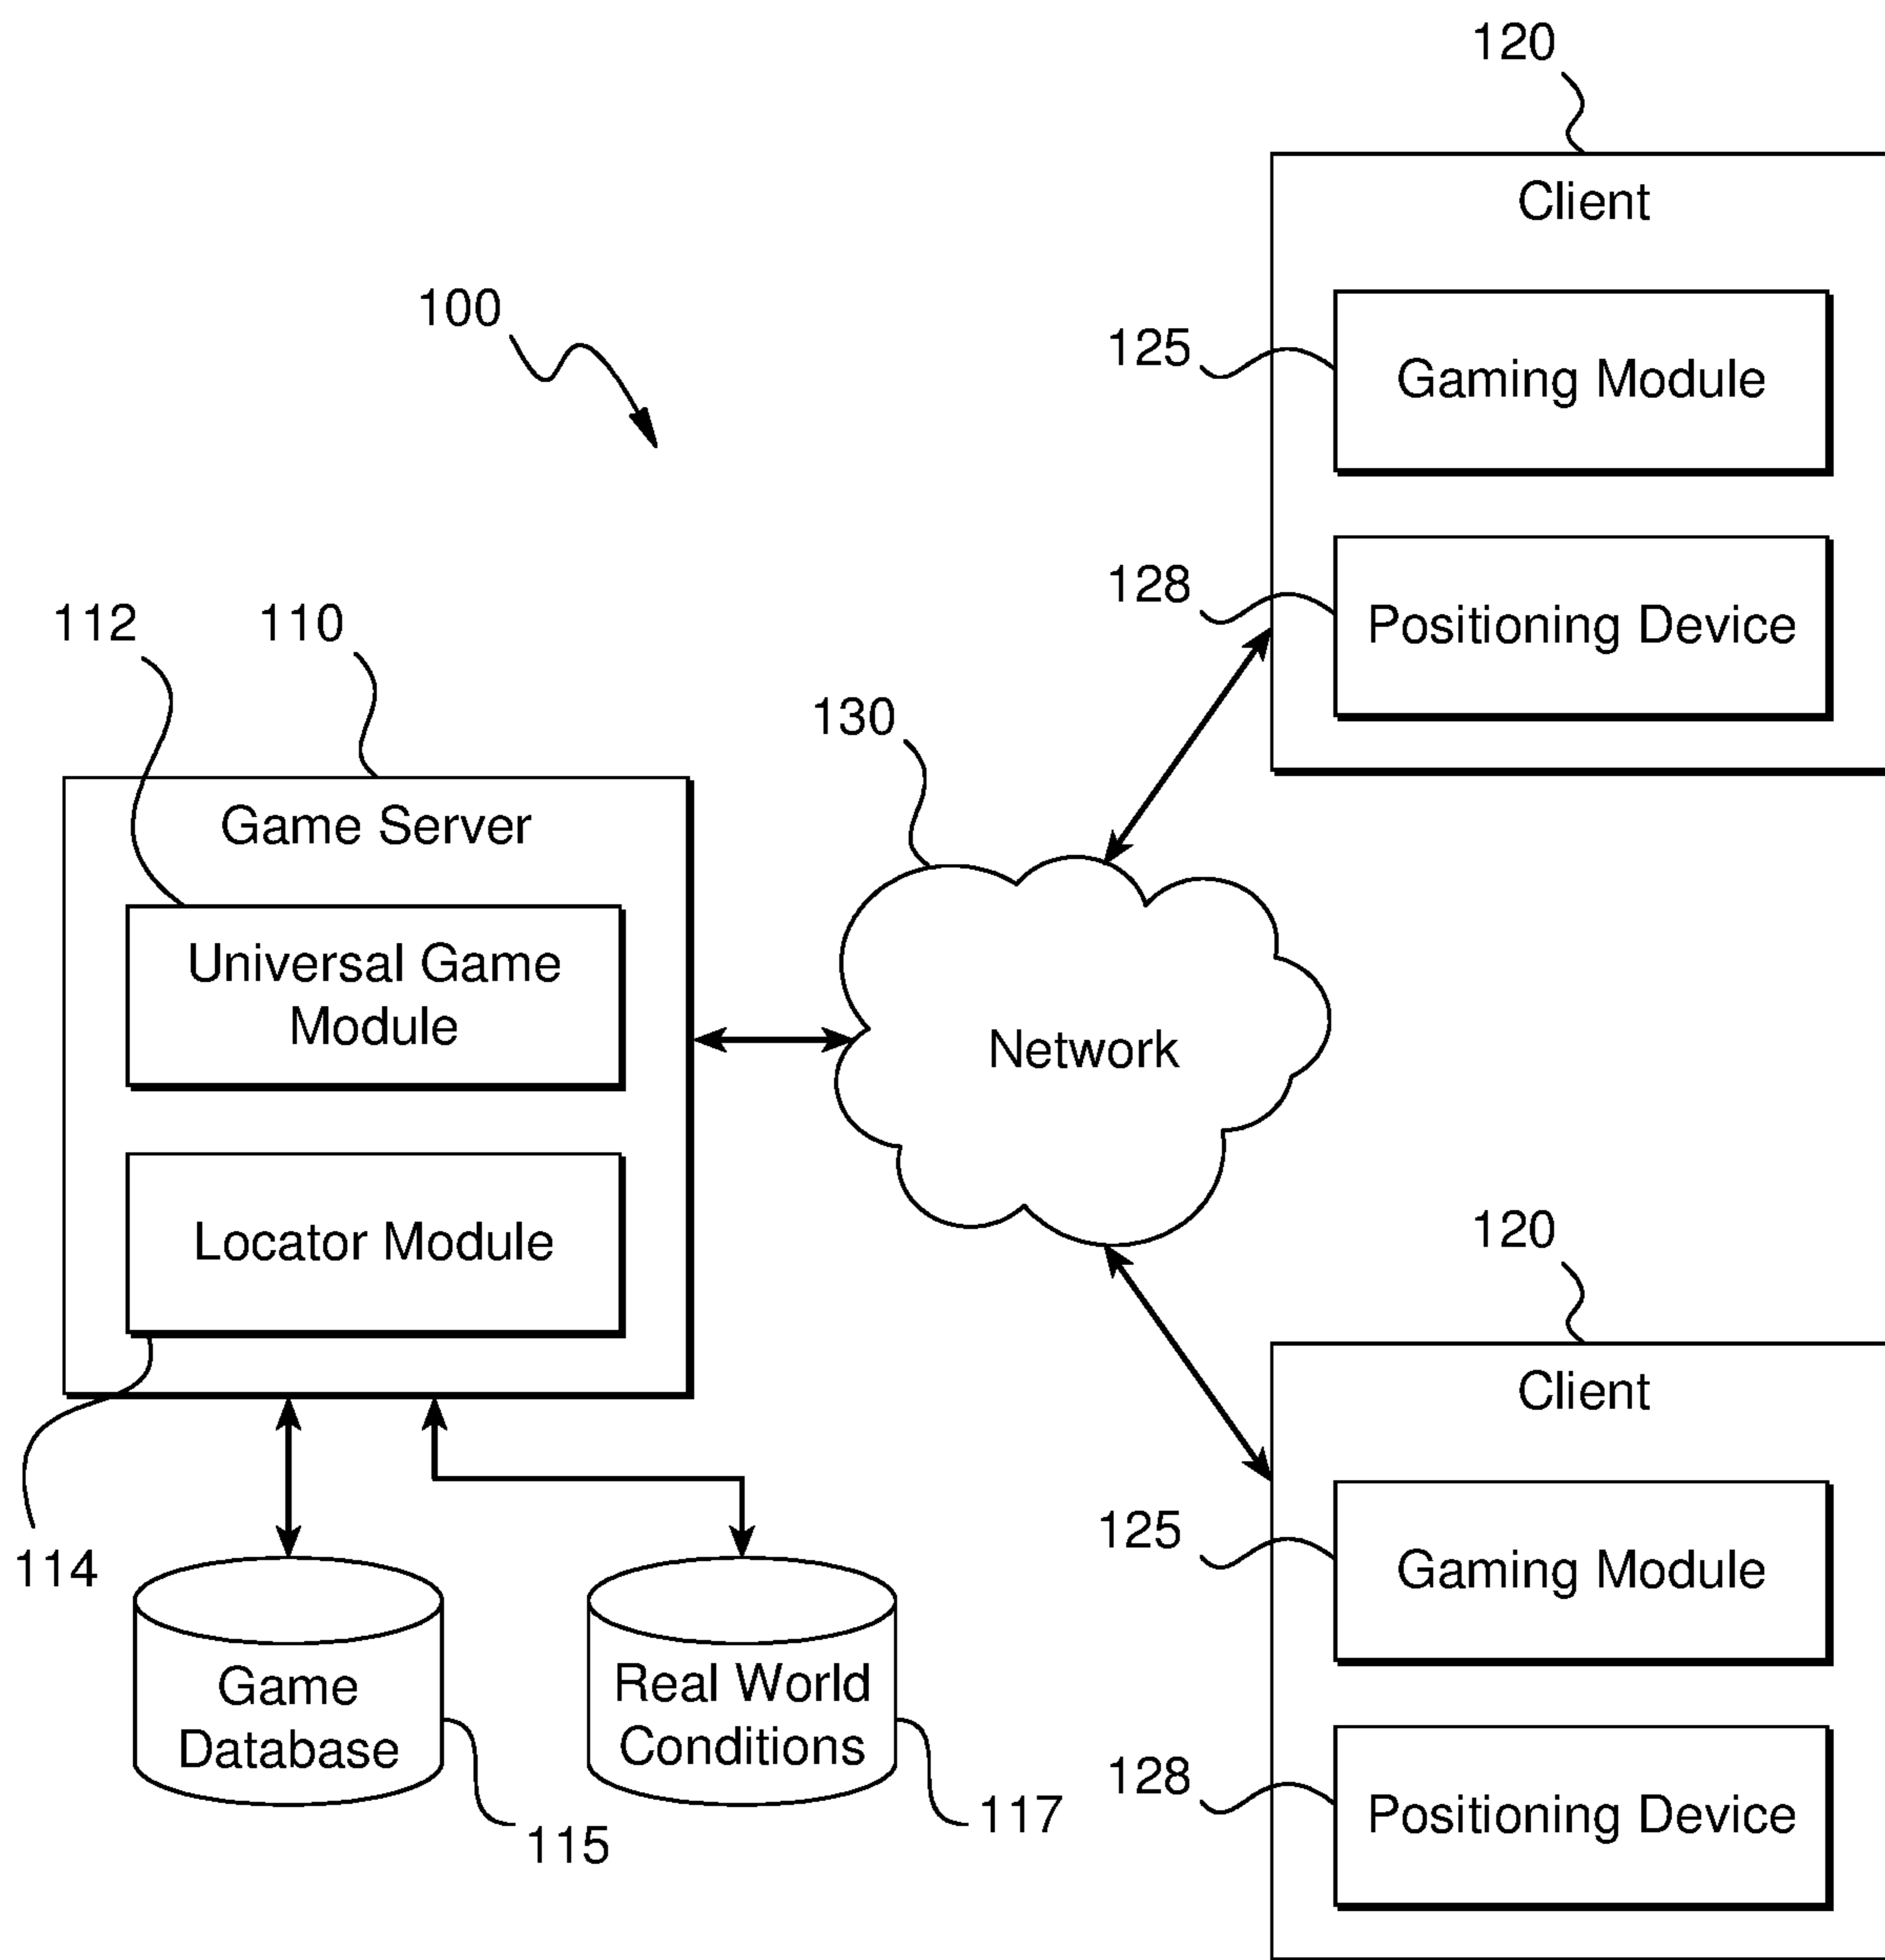 120
Client
100
125
Gaming Module
128
Positioning Device
112
110
130
Game Server
Universal Game
Module
Network
Locator Module
120
Client
125
Gaming Module
114
Game
Database
Real World
Conditions
128
Positioning Device
115
117